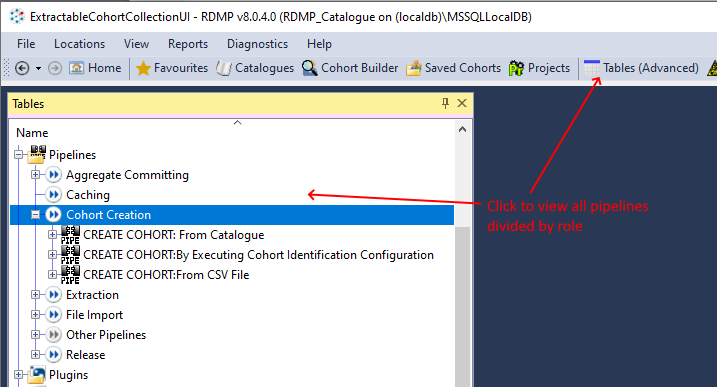 ExtractableCohortCollectionUI - RDMP v8.0.4.0 (RDMP_Catalogue on (localdb)\MSSQLLocalDB)
File Locations View Reports Diagnostics Help
Home Favourites Catalogues Cohort Builder Saved Cohorts Projects Tables (Advanced)
Tables
Name
Pipelines
Aggregate Committing
Caching
Cohort Creation
CREATE COHORT: From Catalogue
CREATE COHORT:By Executing Cohort Identification Configuration
CREATE COHORT:From CSV File
Extraction
File Import
Other Pipelines
Release
Plugins
Click to view all pipelines
divided by role